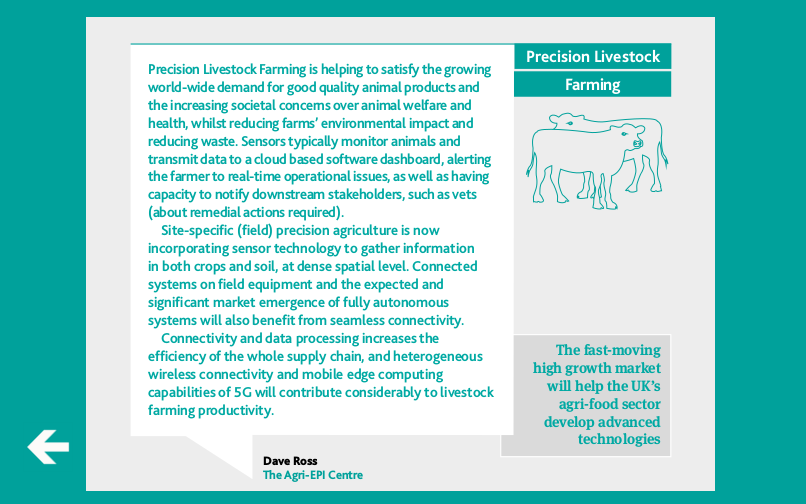 Precision Livestock Farming is helping to satisfy the growing
world-wide demand for good quality animal products and
the increasing societal concerns over animal welfare and
health, whilst reducing farms’ environmental impact and
reducing waste. Sensors typically monitor animals and
transmit data to a cloud based software dashboard, alerting
the farmer to real-time operational issues, as well as having
capacity to notify downstream stakeholders, such as vets
(about remedial actions required).
Site-specific (field) precision agriculture is now
incorporating sensor technology to gather information
in both crops and soil, at dense spatial level. Connected
systems on field equipment and the expected and
significant market emergence of fully autonomous
systems will also benefit from seamless connectivity.
Connectivity and data processing increases the
efficiency of the whole supply chain, and heterogeneous
wireless connectivity and mobile edge computing
capabilities of 5G will contribute considerably to livestock
farming productivity.
Dave Ross
The Agri-EPI Centre
Precision Livestock
Farming
The fast-moving
high growth market
will help the UK’s
agri-food sector
develop advanced
technologies